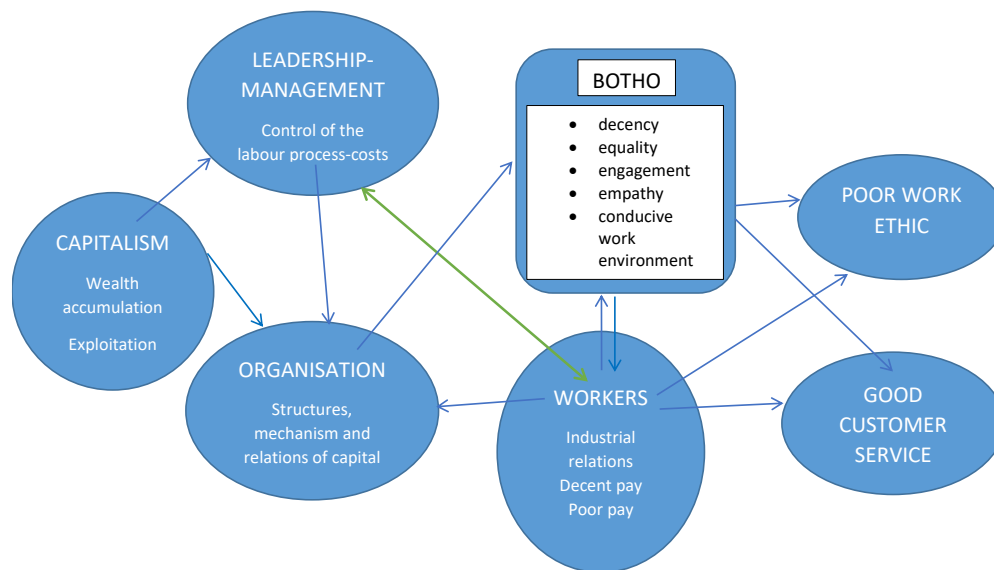 LEADERSHIP-
MANAGEMENT
Control of the
labour process-costs
BOTHO
• decency
• equality
• engagement
• empathy
• conducive
work
environment
POOR WORK
ETHIC
CAPITALISM
Wealth
accumulation
Exploitation
ORGANISATION
Structures,
mechanism and
relations of capital
WORKERS
Industrial
relations
Decent pay
Poor pay
GOOD
CUSTOMER
SERVICE